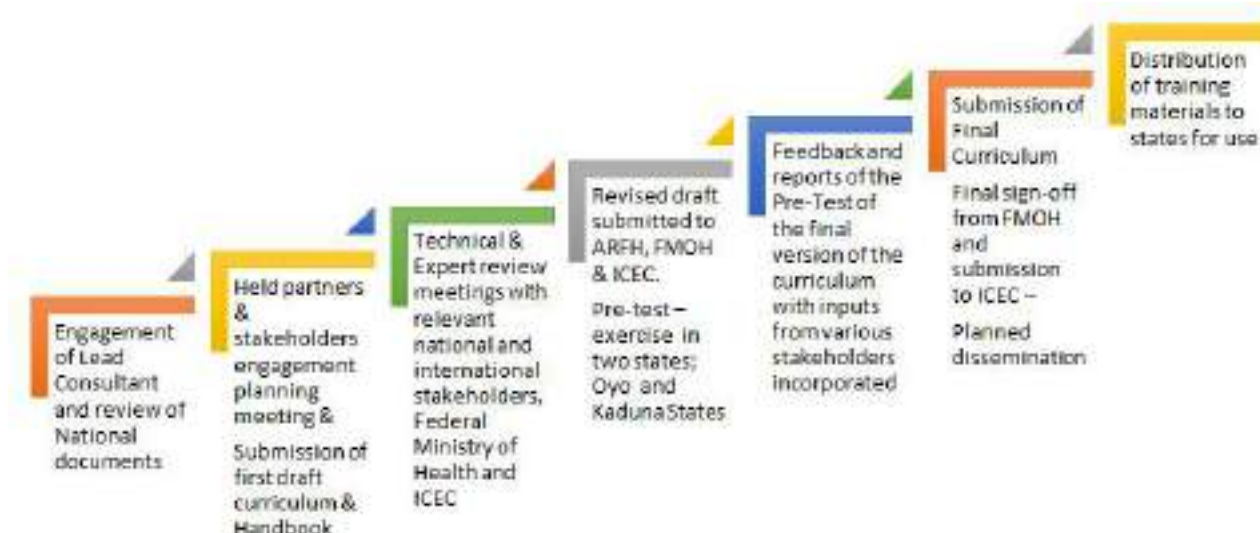 Engagement
of Lead
Consultant
and review of
National
documents
Held partners
&
stakeholders
engagement
planning
meeting &
Submission of
first draft
curriculum &
Handbook
Technical &
Expert review
meetings with
relevant
national and
international
stakeholders,
Federal
Ministry of
Health and
ICEC
Revised draft
submitted to
ARFH, FMOH
& ICEC.
Pre-test –
exercise in
two states;
Oyo and
Kaduna States
Feedback and
reports of the
Pre-Test of
the final
version of the
curriculum
with inputs
from various
stakeholders
incorporated
Submission of
Final
Curriculum
Final sign-off
from FMOH
and
submission
to ICEC –
Planned
dissemination
Distribution
of training
materials to
states for use